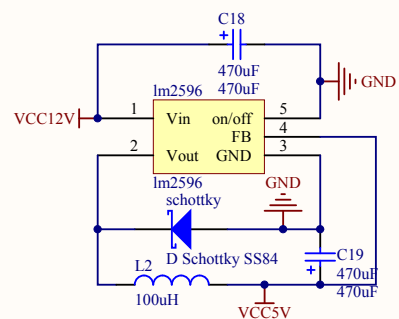 C18
470uF
470uF
lm2596
VCC12V
1
Vin
on/off
5
GND
FB
4
2
Vout
GND
3
lm2596
schottky
GND
D Schottky SS84
C19
470uF
470uF
L2
100uH
VCC5V